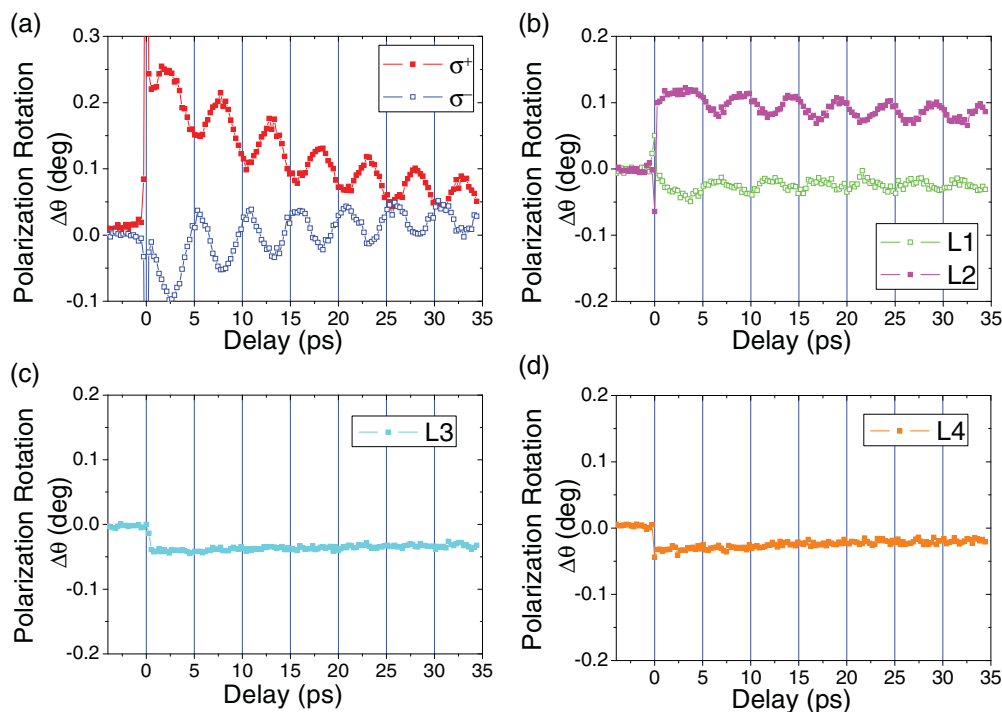 (a)
0.3
0.2
0.1
0.0
-0.1
Polarization Rotation
Δθ (deg)
σ+
σ−
0 5 10 15 20 25 30 35
Delay (ps)
(b)
0.2
0.1
0.0
-0.1
-0.2
Polarization Rotation
Δθ (deg)
L1
L2
0 5 10 15 20 25 30 35
Delay (ps)
(c)
0.2
0.1
0.0
-0.1
-0.2
Polarization Rotation
Δθ (deg)
L3
0 5 10 15 20 25 30 35
Delay (ps)
(d)
0.2
0.1
0.0
-0.1
-0.2
Polarization Rotation
Δθ (deg)
L4
0 5 10 15 20 25 30 35
Delay (ps)